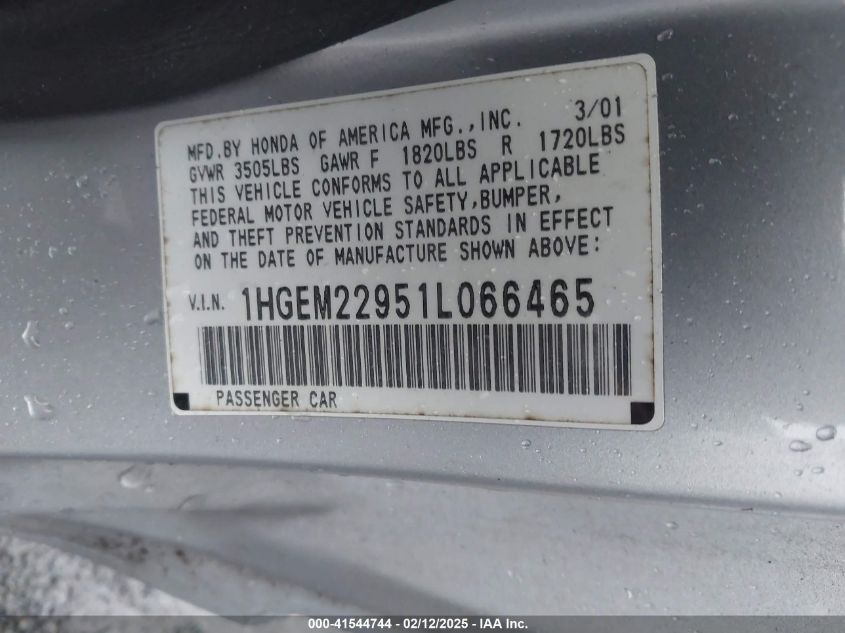 MFD.BY HONDA OF AMERICA MFG.,INC. 3/01
GVWR 3505LBS GAWR F 1820LBS R 1720LBS
THIS VEHICLE CONFORMS TO ALL APPLICABLE
FEDERAL MOTOR VEHICLE SAFETY,BUMPER,
AND THEFT PREVENTION STANDARDS IN EFFECT
ON THE DATE OF MANUFACTURE SHOWN ABOVE:
V.I.N. 1HGEM22951L066465
PASSENGER CAR
000-41544744 - 02/12/2025 - IAA Inc.